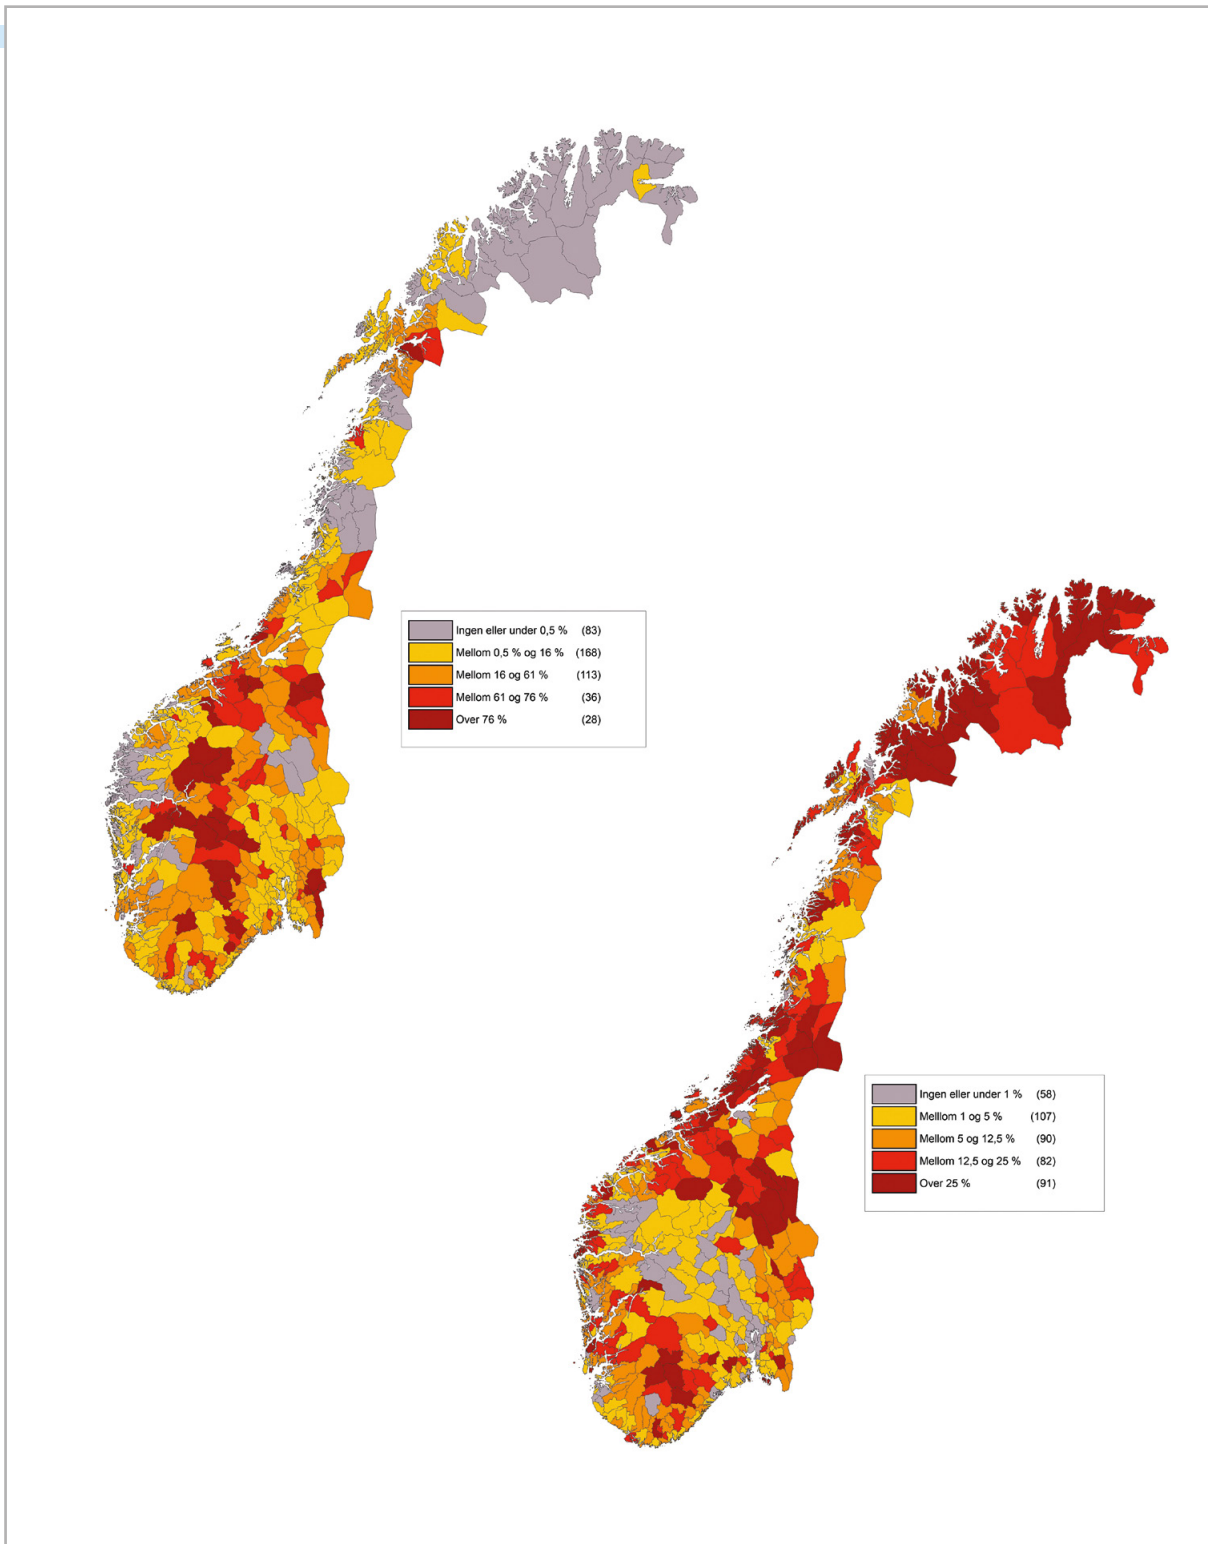 Ingen eller under 0,5 % (83)
Mellom 0,5 % og 16 % (168)
Mellom 16 og 61 % (113)
Mellom 61 og 76 % (36)
Over 76 % (28)
Ingen eller under 1 % (58)
Melllom 1 og 5 % (107)
Mellom 5 og 12,5 % (90)
Mellom 12,5 og 25 % (82)
Over 25 % (91)